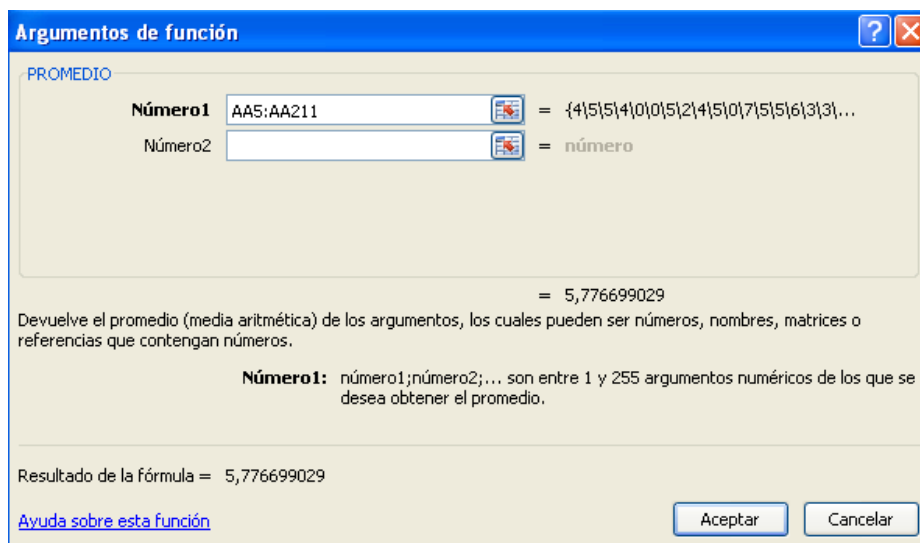 Argumentos de función
PROMEDIO
Número1 AA5:AA211 = {4\5\5\4\0\0\5\2\4\5\0\7\5\5\6\3\3\...
Número2 = número
= 5,776699029
Devuelve el promedio (media aritmética) de los argumentos, los cuales pueden ser números, nombres, matrices o
referencias que contengan números.
Número1: número1;número2;... son entre 1 y 255 argumentos numéricos de los que se
desea obtener el promedio.
Resultado de la fórmula = 5,776699029
Ayuda sobre esta función Aceptar Cancelar